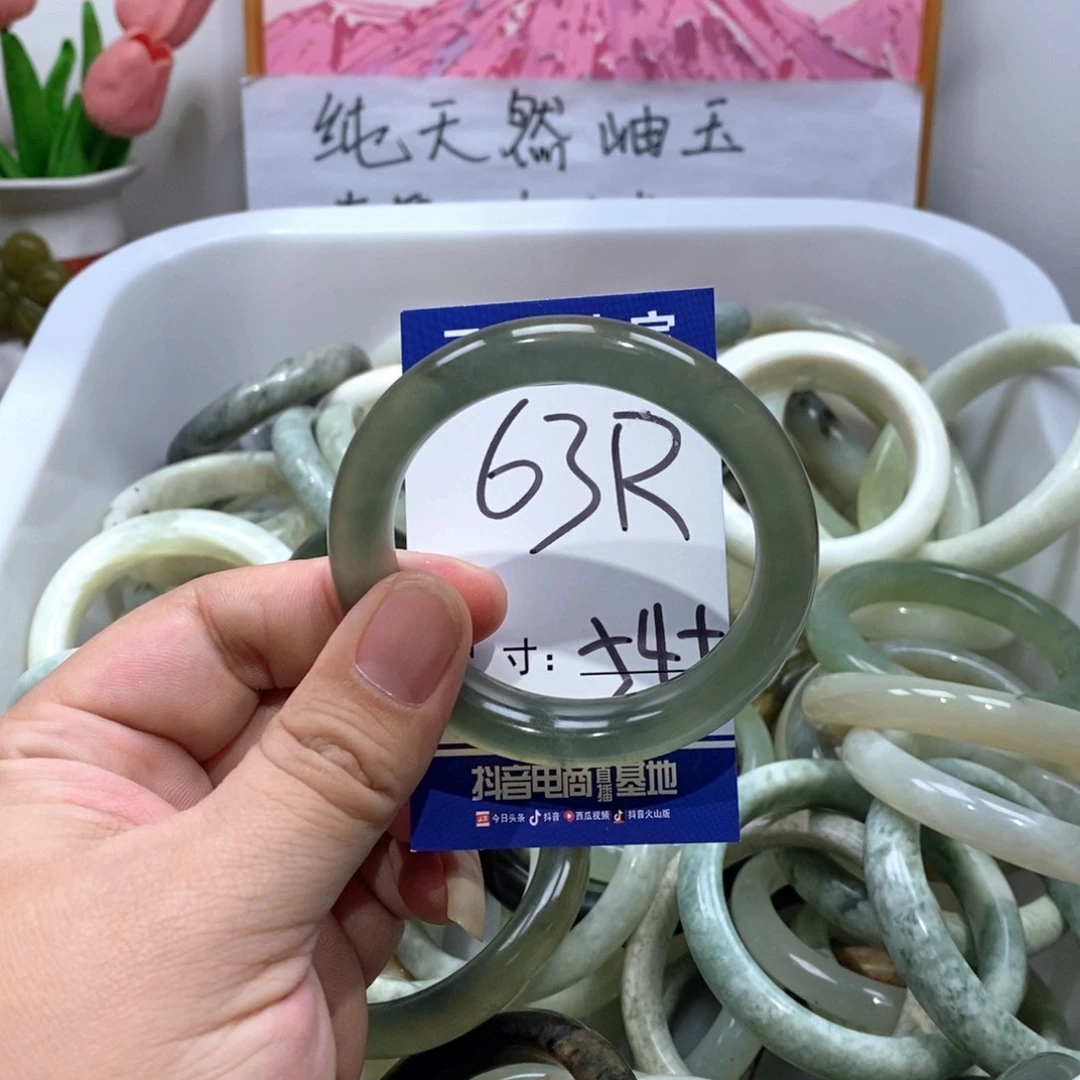 纯天然岫玉
63R
寸: 54+
抖音电商直播基地
今日头条 抖音 西瓜视频 抖音火山版